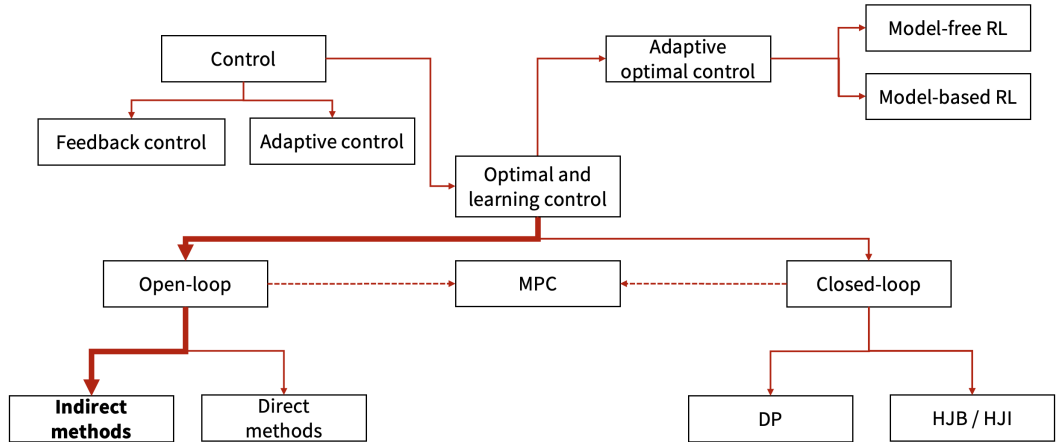 Model-free RL
Control
Adaptive
optimal control
Model-based RL
Feedback control
Adaptive control
Optimal and
learning control
Open-loop
MPC
Closed-loop
Indirect
methods
Direct
methods
DP
HJB / HJI